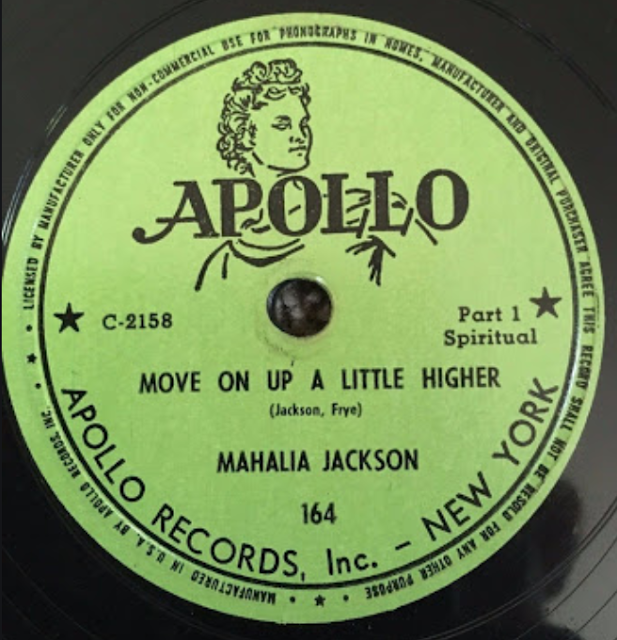 LICENSED BY MANUFACTURER ONLY FOR NON-COMMERCIAL USE FOR PHONOGRAPHS IN HOMES. MANUFACTURER AND ORIGINAL PURCHASER AGREE THIS RECORD SHALL NOT BE RESOLD FOR ANY OTHER PURPOSE
APOLLO
C-2158
Part 1
Spiritual
MOVE ON UP A LITTLE HIGHER
(Jackson, Frye)
MAHALIA JACKSON
164
APOLLO RECORDS, Inc. – NEW YORK
MANUFACTURED IN U.S.A. BY APOLLO RECORDS, INC.